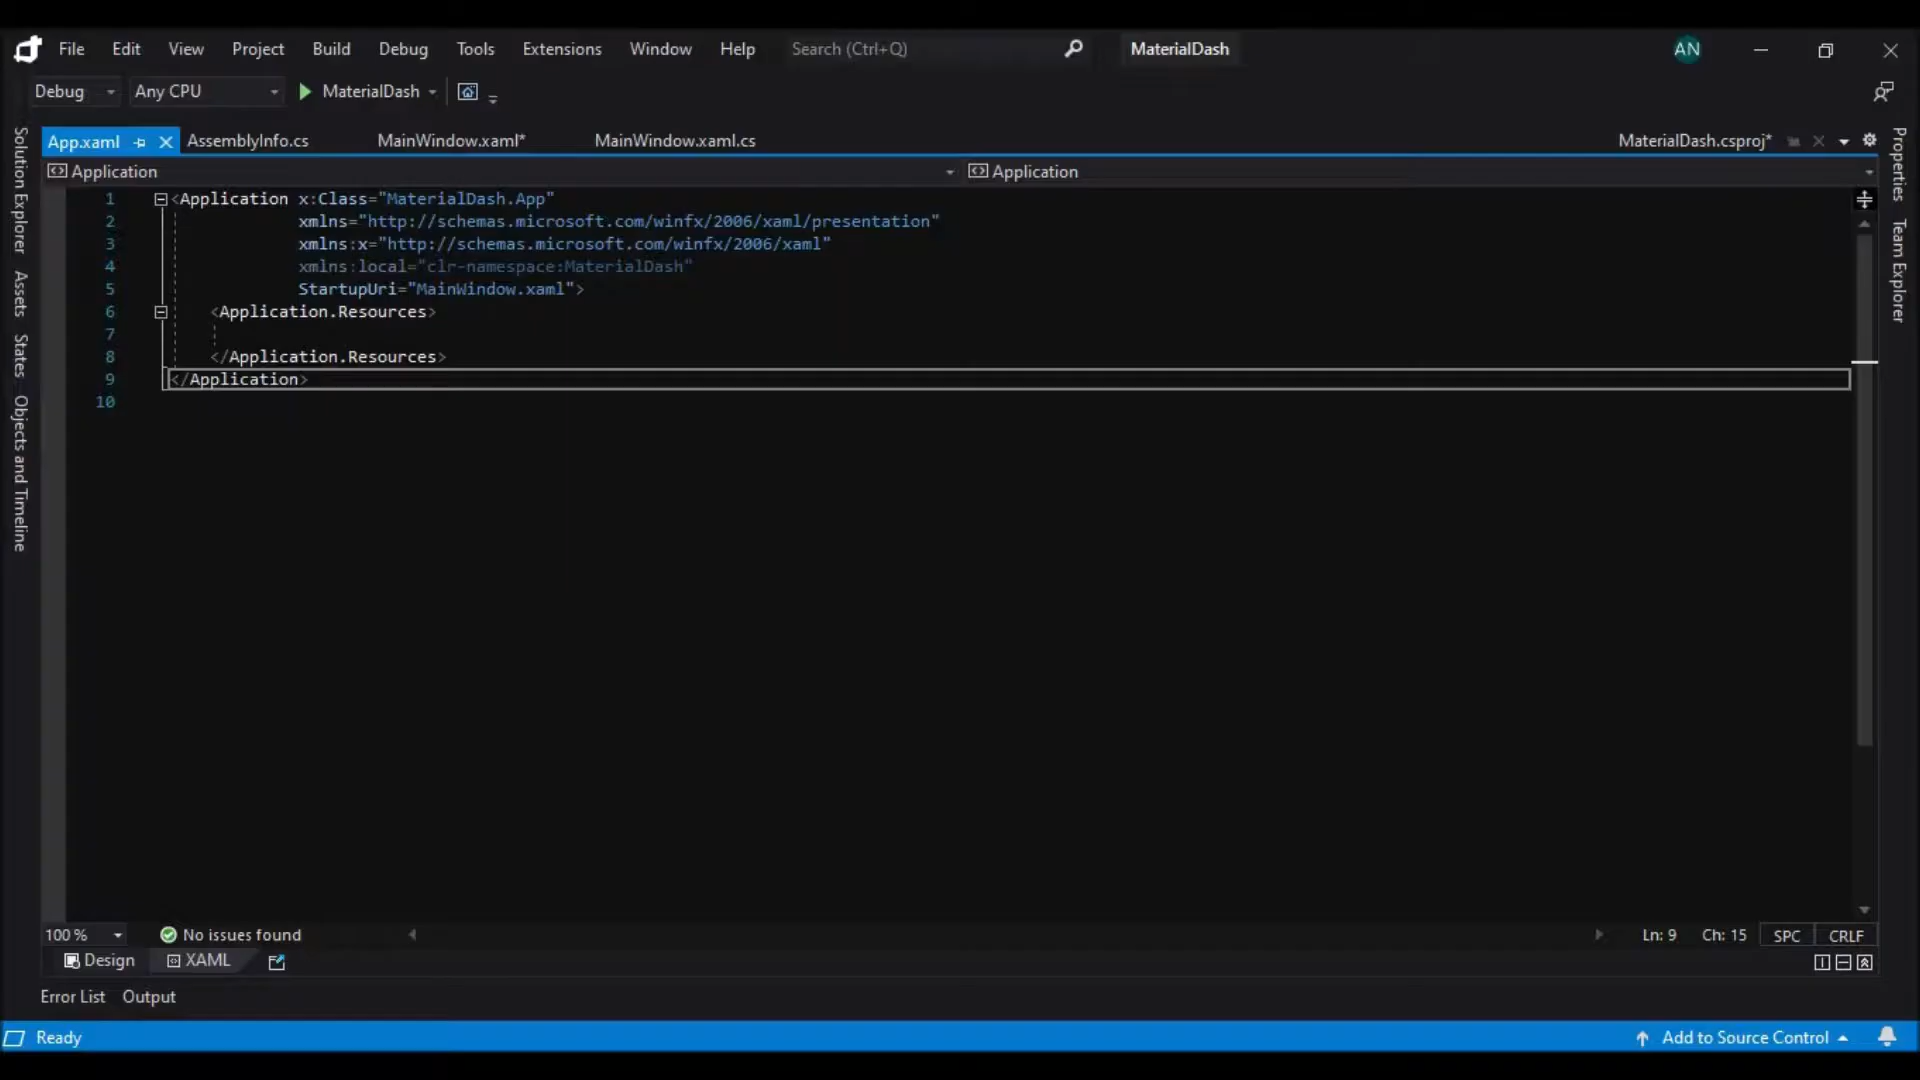 File Edit View Project Build Debug Tools Extensions Window Help Search (Ctrl+Q) MaterialDash AN
Debug Any CPU MaterialDash
App.xaml AssemblyInfo.cs MainWindow.xaml* MainWindow.xaml.cs MaterialDash.csproj*
Application Application
1 <Application x:Class="MaterialDash.App"
2 xmlns="http://schemas.microsoft.com/winfx/2006/xaml/presentation"
3 xmlns:x="http://schemas.microsoft.com/winfx/2006/xaml"
4 xmlns:local="clr-namespace:MaterialDash"
5 StartupUri="MainWindow.xaml">
6 <Application.Resources>
7
8 </Application.Resources>
9 </Application>
10
Solution Explorer
Assets
States
Objects and Timeline
Properties
Team Explorer
100 % No issues found Ln: 9 Ch: 15 SPC CRLF
Design XAML
Error List Output
Ready Add to Source Control